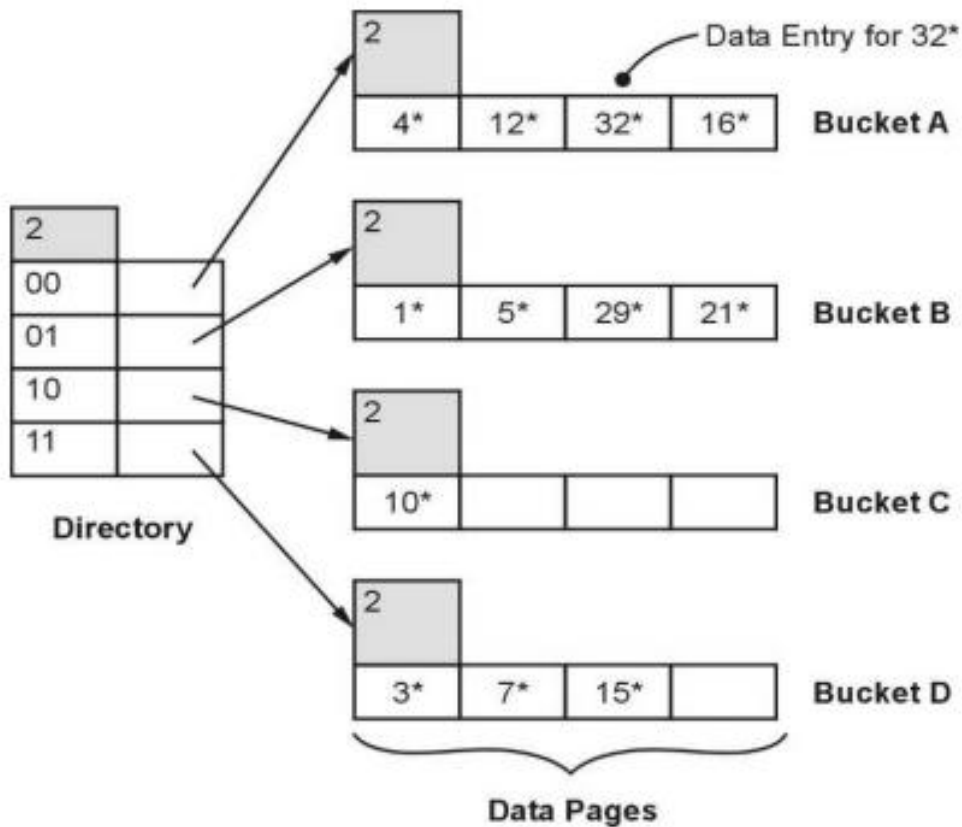 2
Data Entry for 32*
4* 12* 32* 16* Bucket A
2
2
00
1* 5* 29* 21* Bucket B
01
10
2
11
10* Bucket C
Directory
2
3* 7* 15* Bucket D
Data Pages